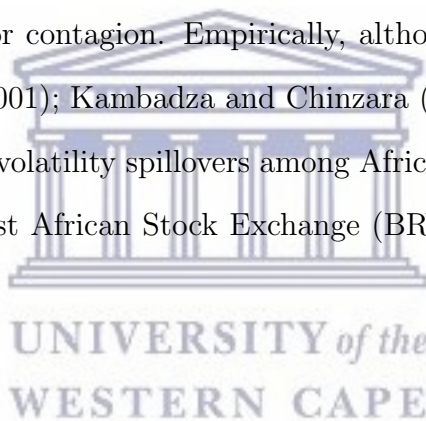 or contagion. Empirically, altho
001); Kambadza and Chinzara (
volatility spillovers among Afric
st African Stock Exchange (BR
UNIVERSITY of the
WESTERN CAPE